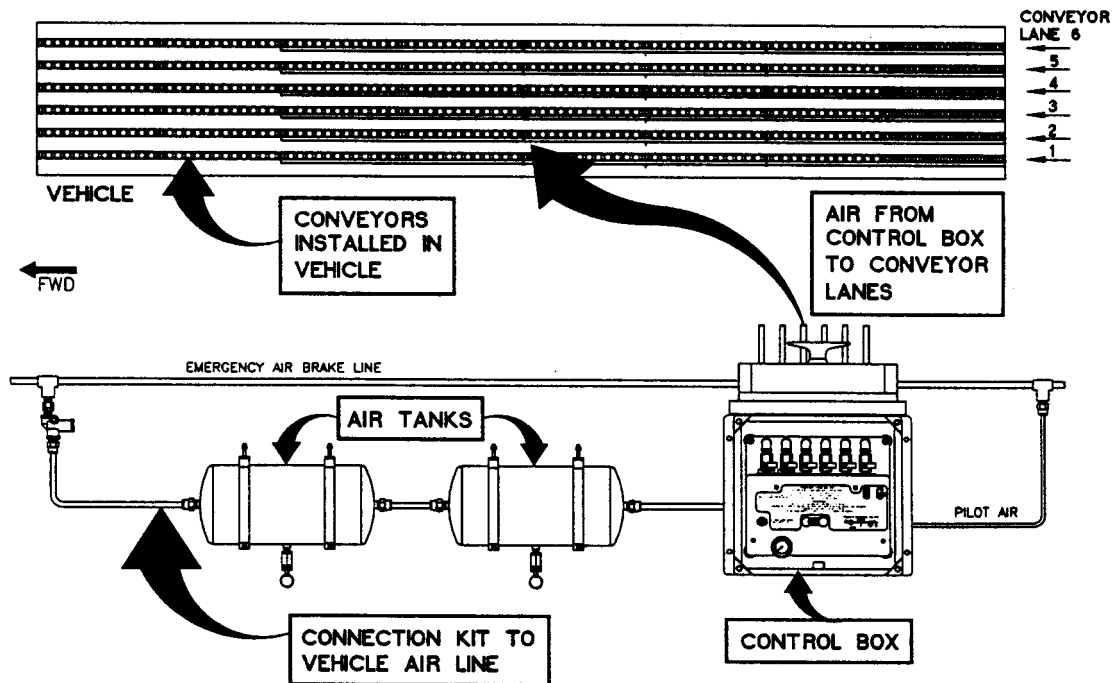 CONVEYOR
LANE 6
5
4
3
2
1
VEHICLE
CONVEYORS
INSTALLED IN
VEHICLE
AIR FROM
CONTROL BOX
TO CONVEYOR
LANES
FWD
EMERGENCY AIR BRAKE LINE
AIR TANKS
PILOT AIR
CONNECTION KIT TO
VEHICLE AIR LINE
CONTROL BOX